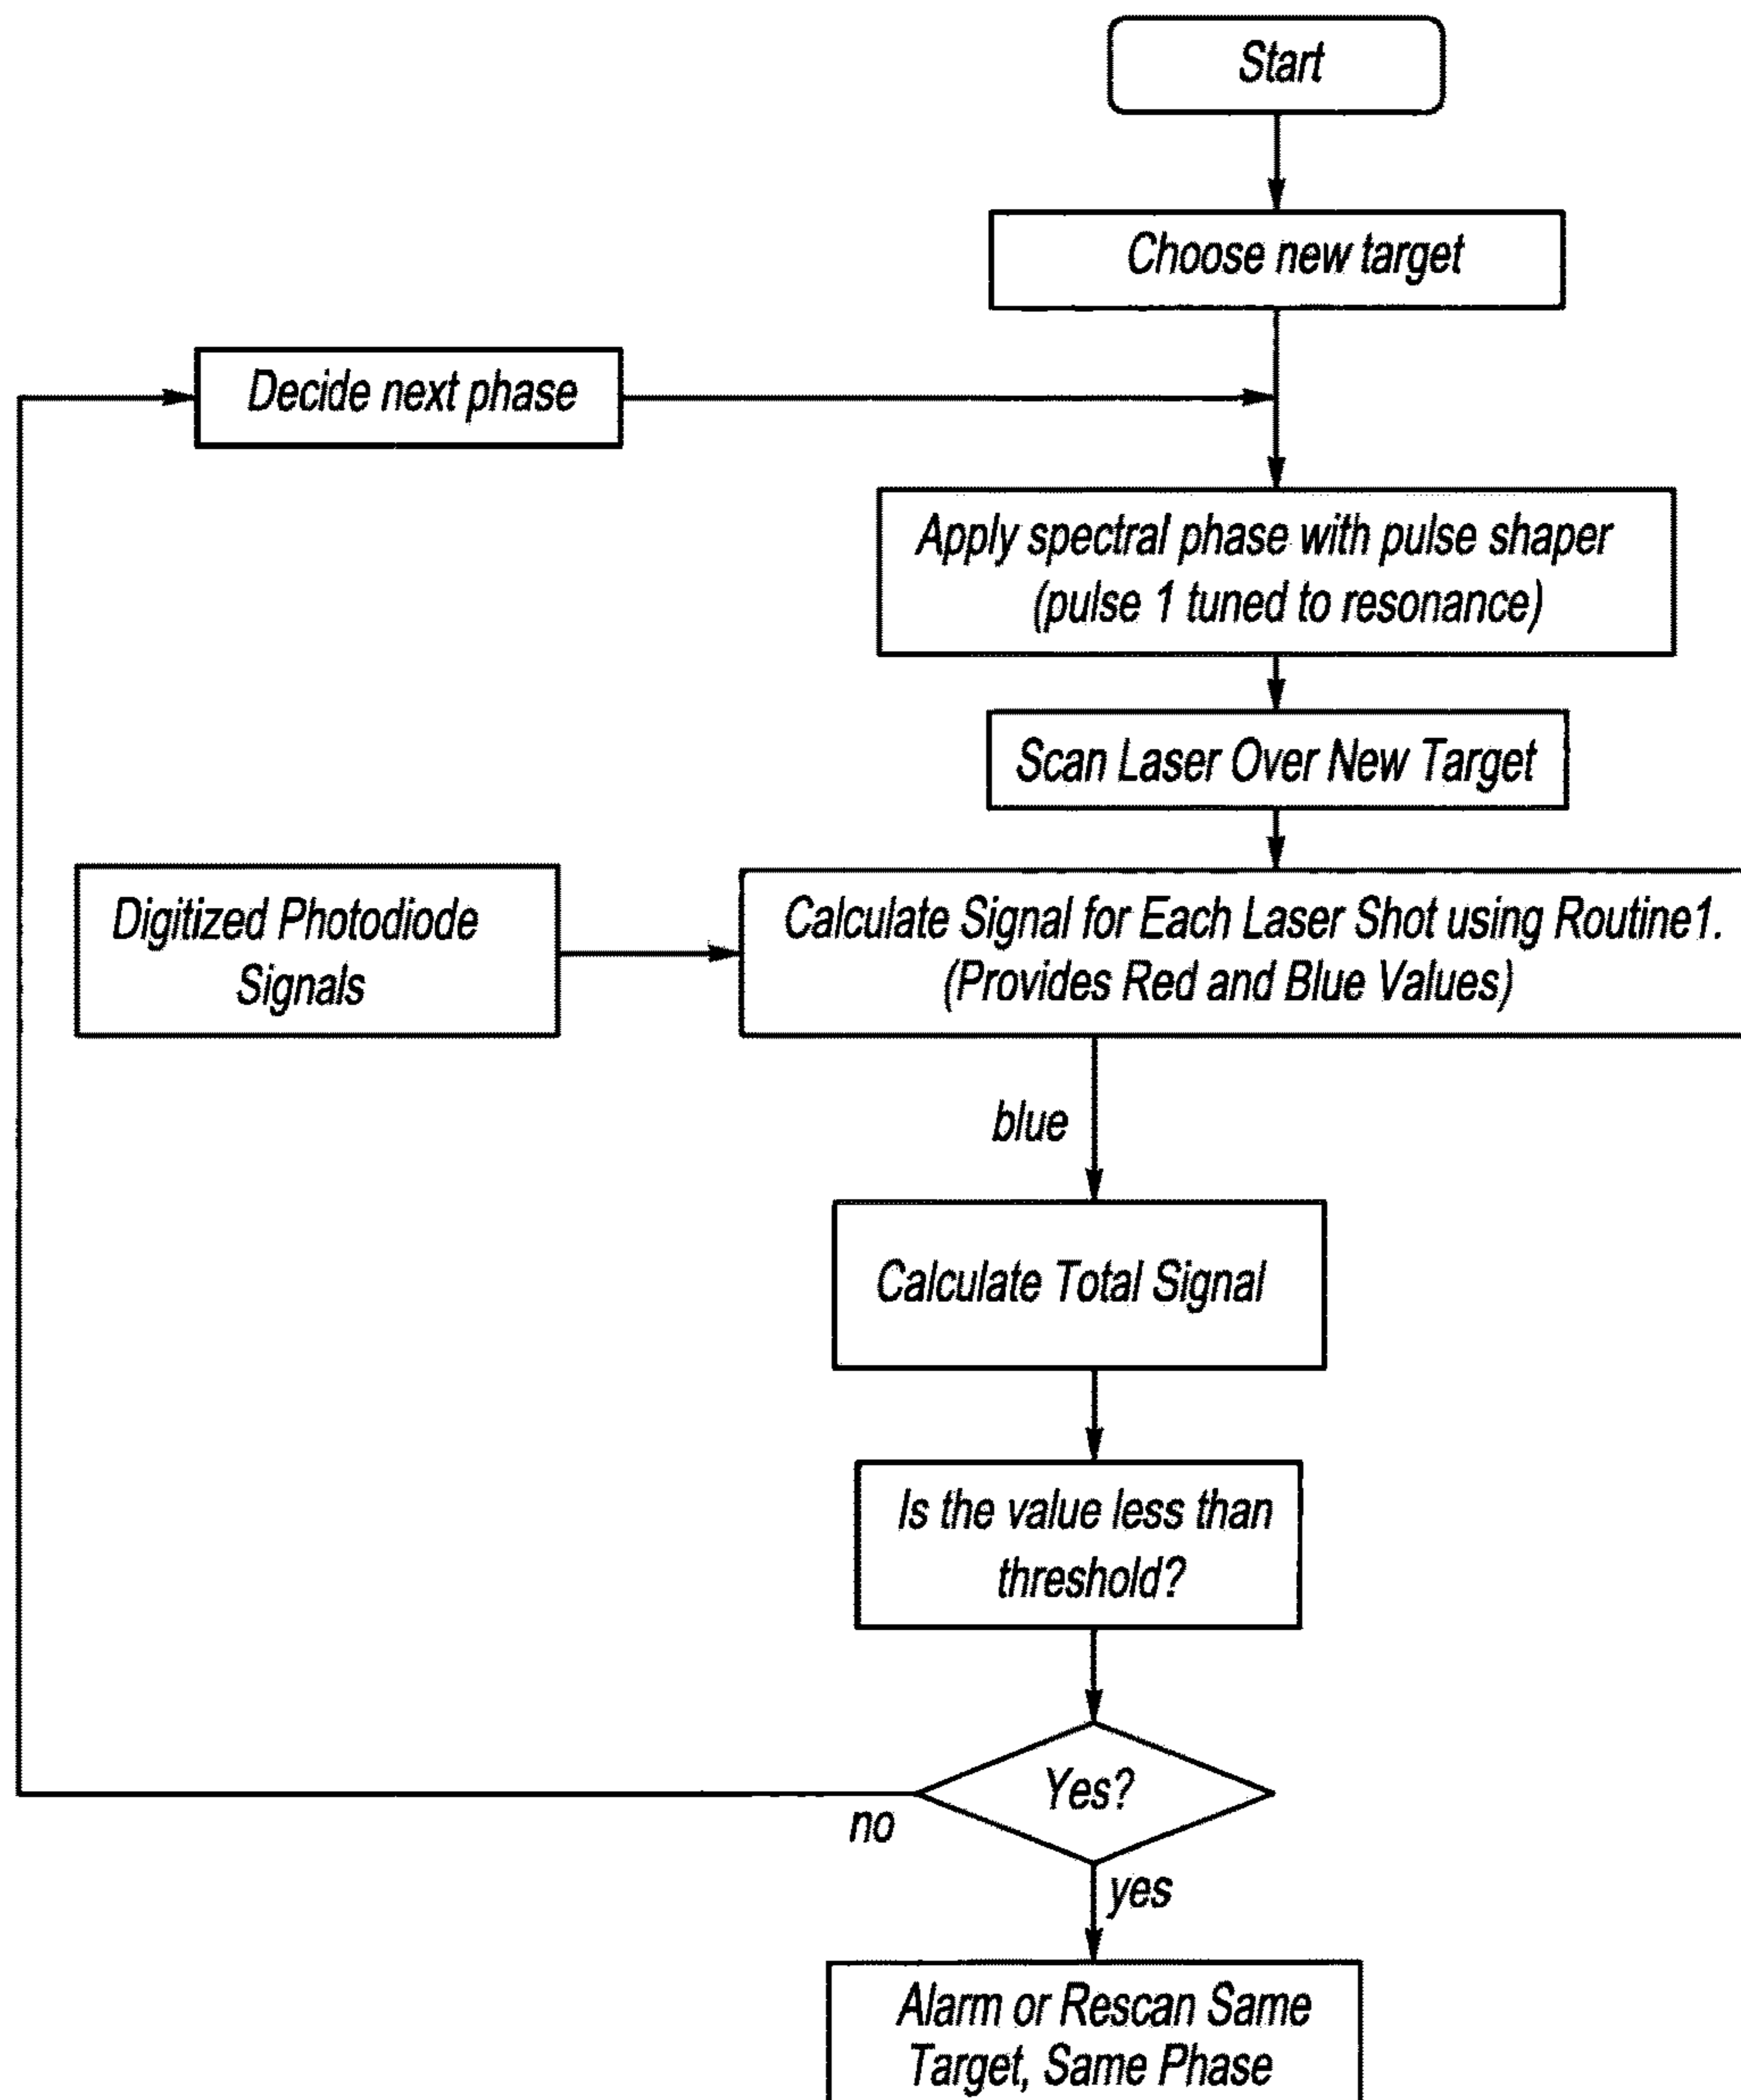 Start
Choose new target
Decide next phase
Apply spectral phase with pulse shaper
(pulse 1 tuned to resonance)
Scan Laser Over New Target
Digitized Photodiode
Signals
Calculate Signal for Each Laser Shot using Routine1.
(Provides Red and Blue Values)
blue
Calculate Total Signal
Is the value less than
threshold?
Yes?
no
yes
Alarm or Rescan Same
Target, Same Phase